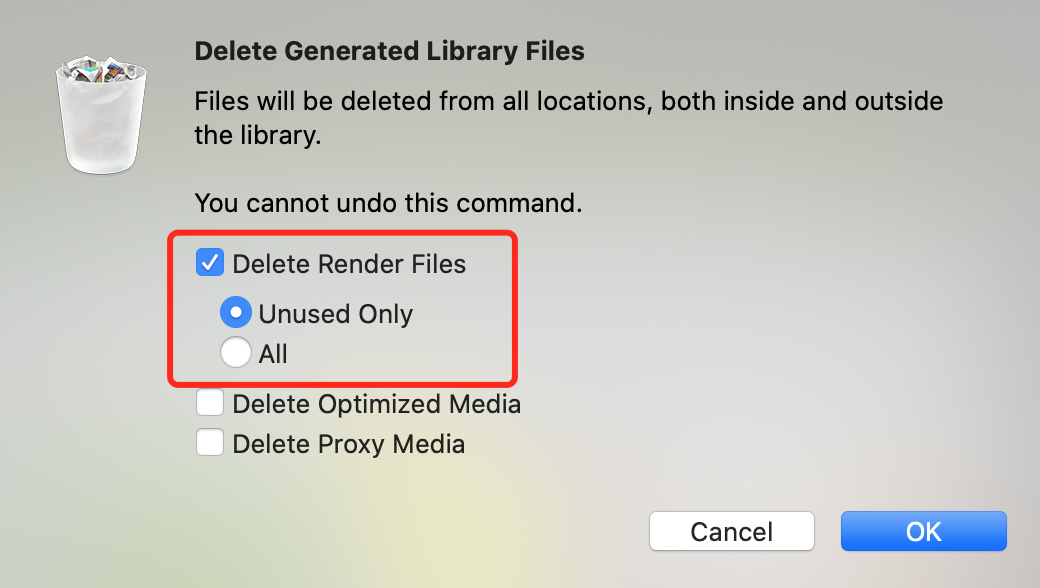 Delete Generated Library Files
Files will be deleted from all locations, both inside and outside
the library.
You cannot undo this command.
Delete Render Files
Unused Only
All
Delete Optimized Media
Delete Proxy Media
Cancel
OK